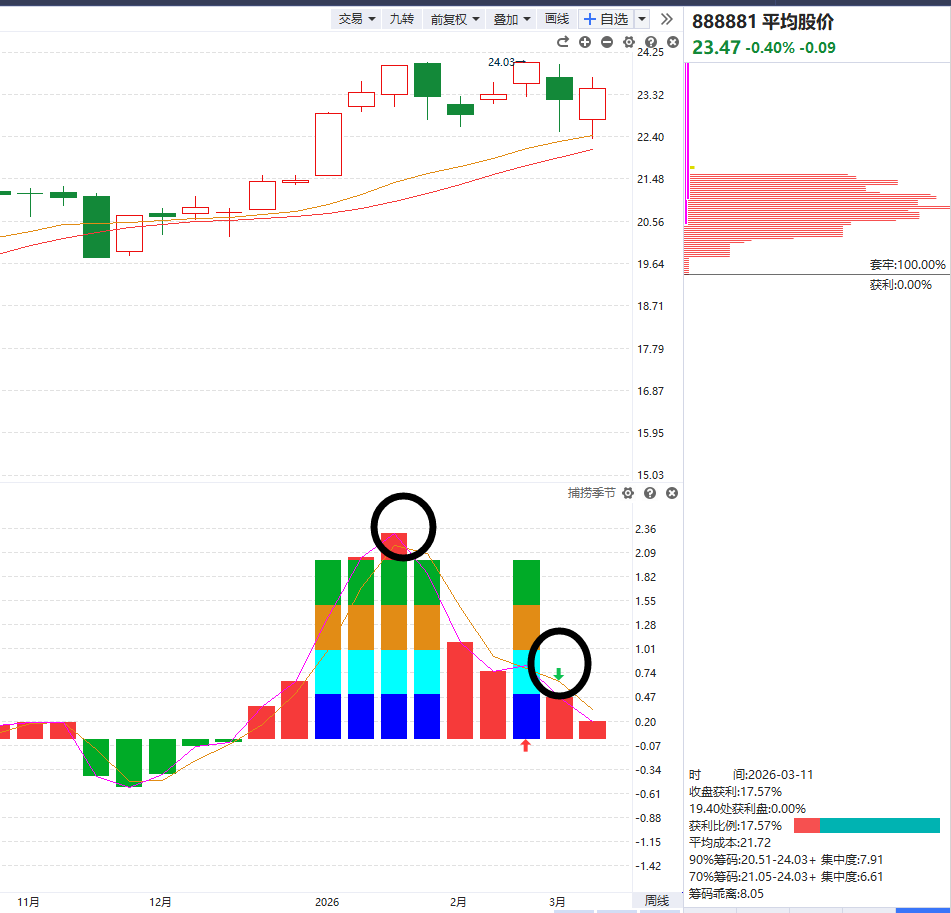 交易 九转 前复权 叠加 画线 自选
888881 平均股价
23.47 -0.40% -0.09
24.03
24.25
23.32
22.40
21.48
20.56
19.64
18.71
17.79
16.87
15.95
15.03
套牢:100.00%
获利:0.00%
捕捞季节
2.36
2.09
1.82
1.55
1.28
1.01
0.74
0.47
0.20
-0.07
-0.34
-0.61
-0.88
-1.15
-1.42
11月 12月 2026 2月 3月 周线
时 间:2026-03-11
收盘获利:17.57%
19.40处获利盘:0.00%
获利比例:17.57%
平均成本:21.72
90%筹码:20.51-24.03+ 集中度:7.91
70%筹码:21.05-24.03+ 集中度:6.61
筹码乖离:8.05